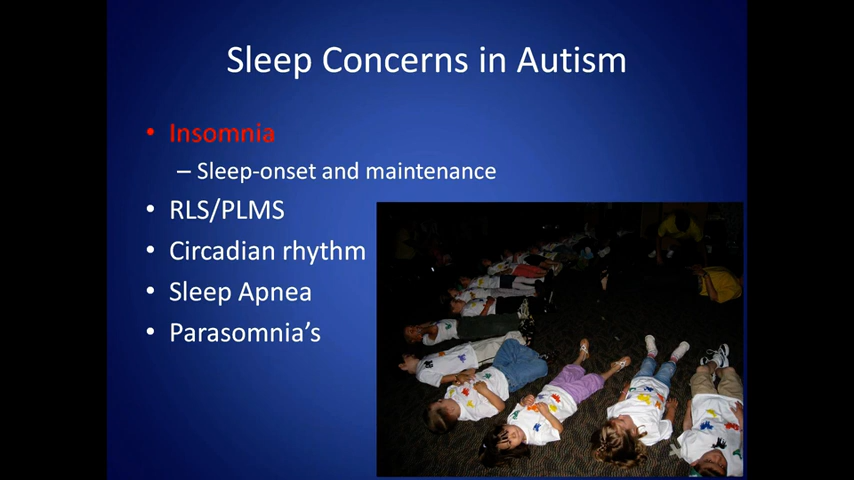 Sleep Concerns in Autism
• Insomnia
– Sleep-onset and maintenance
• RLS/PLMS
• Circadian rhythm
• Sleep Apnea
• Parasomnia's